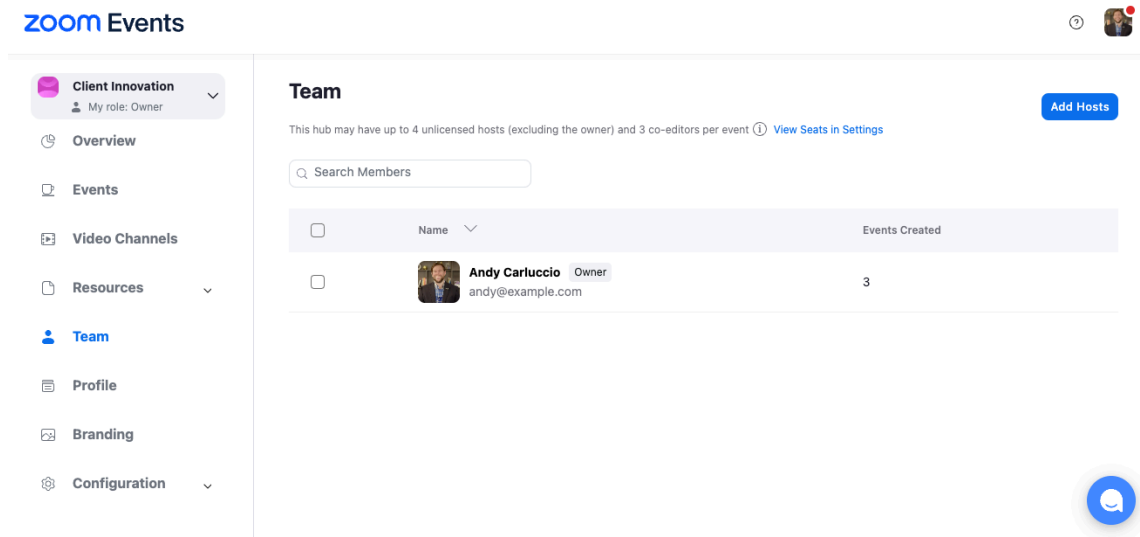 zoom Events
Client Innovation
My role: Owner
Overview
Events
Video Channels
Resources
Team
Profile
Branding
Configuration
Team
Add Hosts
This hub may have up to 4 unlicensed hosts (excluding the owner) and 3 co-editors per event View Seats in Settings
Search Members
Name Events Created
Andy Carluccio Owner
andy@example.com
3